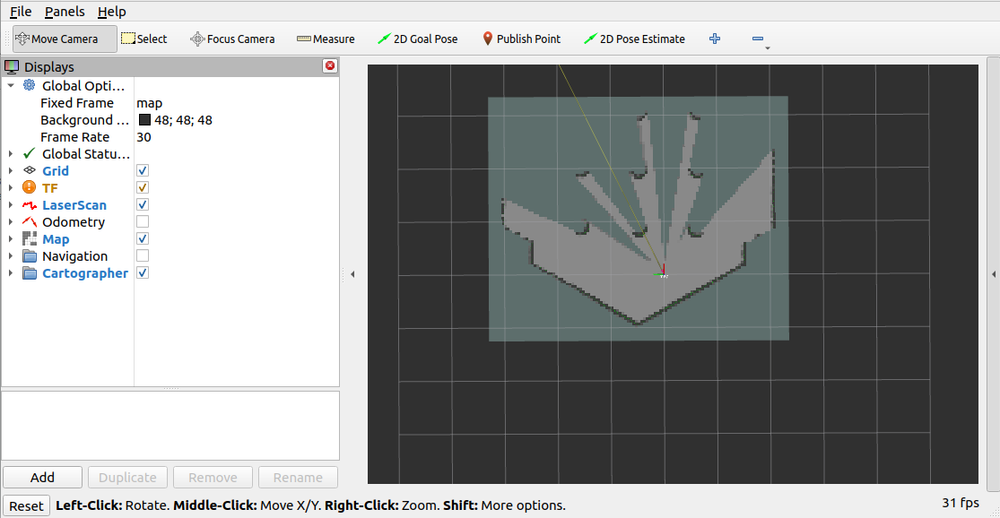 File Panels Help
Move Camera Select Focus Camera Measure 2D Goal Pose Publish Point 2D Pose Estimate
Displays
Global Opti...
Fixed Frame map
Background ... 48; 48; 48
Frame Rate 30
Global Statu...
Grid
TF
LaserScan
Odometry
Map
Navigation
Cartographer
Add Duplicate Remove Rename
Reset Left-Click: Rotate. Middle-Click: Move X/Y. Right-Click: Zoom. Shift: More options. 31 fps